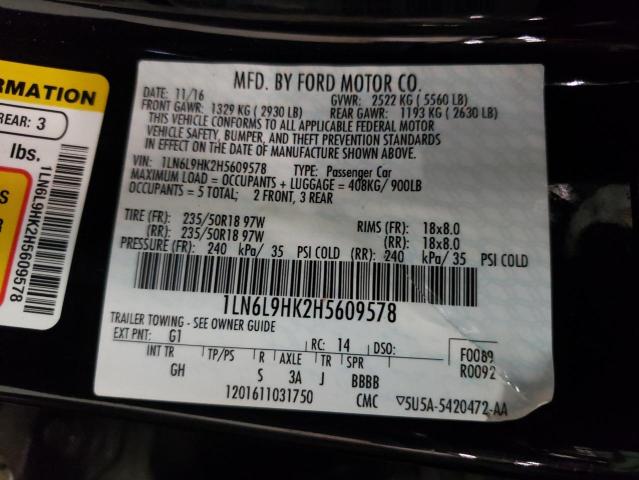 RMATION
REAR: 3
lbs.
S
1LN6L9HK2H5609578
MFD. BY FORD MOTOR CO.
DATE: 11/16 GVWR: 2522 KG ( 5560 LB)
FRONT GAWR: 1329 KG ( 2930 LB) REAR GAWR: 1193 KG ( 2630 LB)
THIS VEHICLE CONFORMS TO ALL APPLICABLE FEDERAL MOTOR
VEHICLE SAFETY, BUMPER, AND THEFT PREVENTION STANDARDS
IN EFFECT ON THE DATE OF MANUFACTURE SHOWN ABOVE.
VIN: 1LN6L9HK2H5609578 TYPE: Passenger Car
MAXIMUM LOAD = OCCUPANTS + LUGGAGE = 408KG/ 900LB
OCCUPANTS = 5 TOTAL; 2 FRONT, 3 REAR
TIRE (FR): 235/50R18 97W RIMS (FR): 18x8.0
(RR): 235/50R18 97W (RR): 18x8.0
PRESSURE (FR): 240 kPa/ 35 PSI COLD (RR): 240 kPa/ 35 PSI COLD
1LN6L9HK2H5609578
TRAILER TOWING - SEE OWNER GUIDE
EXT PNT: G1 RC: 14 DSO: F0089
INT TR TP/PS R AXLE TR SPR R0092
GH S 3A J BBBB
1201611031750 CMC ▽5U5A-5420472-AA